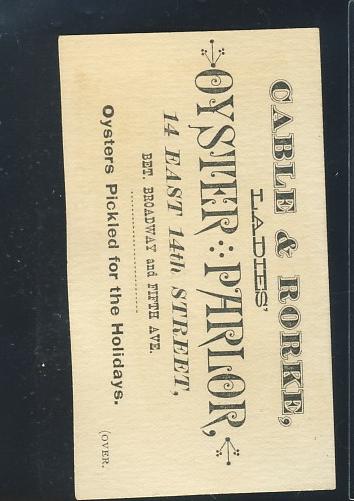 CABLE & RORKE,
LADIES'
OYSTER : PARLOR,
14 EAST 14th STREET,
BET. BROADWAY and FIFTH AVE.
Oysters Pickled for the Holidays.
(OVER.